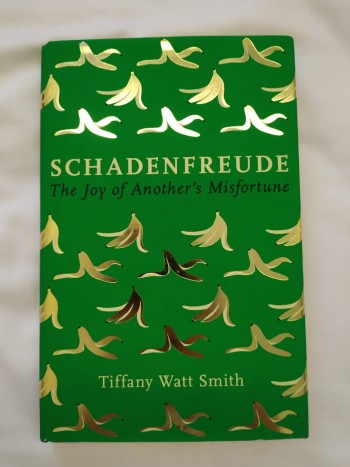 SCHADENFREUDE
The Joy of Another's Misfortune
Tiffany Watt Smith